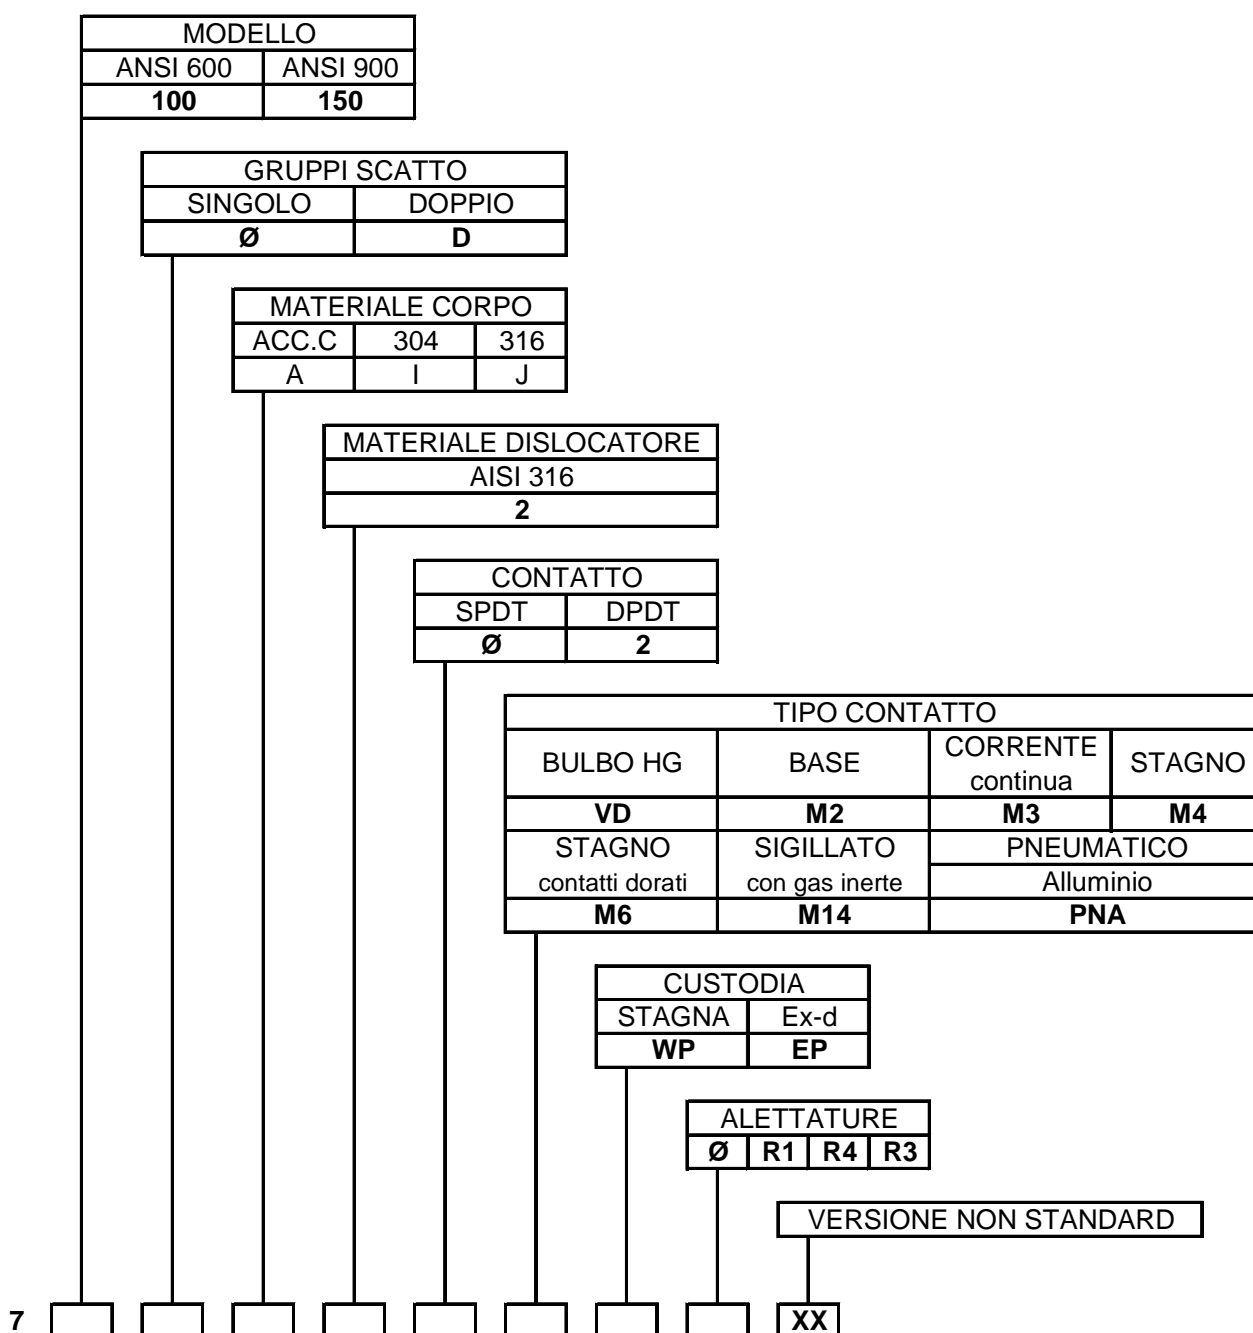 MODELLO
ANSI 600 ANSI 900
100 150
GRUPPI SCATTO
SINGOLO DOPPIO
Ø D
MATERIALE CORPO
ACC.C 304 316
A I J
MATERIALE DISLOCATORE
AISI 316
2
CONTATTO
SPDT DPDT
Ø 2
TIPO CONTATTO
BULBO HG BASE CORRENTE continua STAGNO
VD M2 M3 M4
STAGNO SIGILLATO PNEUMATICO
contatti dorati con gas inerte Alluminio
M6 M14 PNA
CUSTODIA
STAGNA Ex-d
WP EP
ALETTATURE
Ø R1 R4 R3
VERSIONE NON STANDARD
7 XX